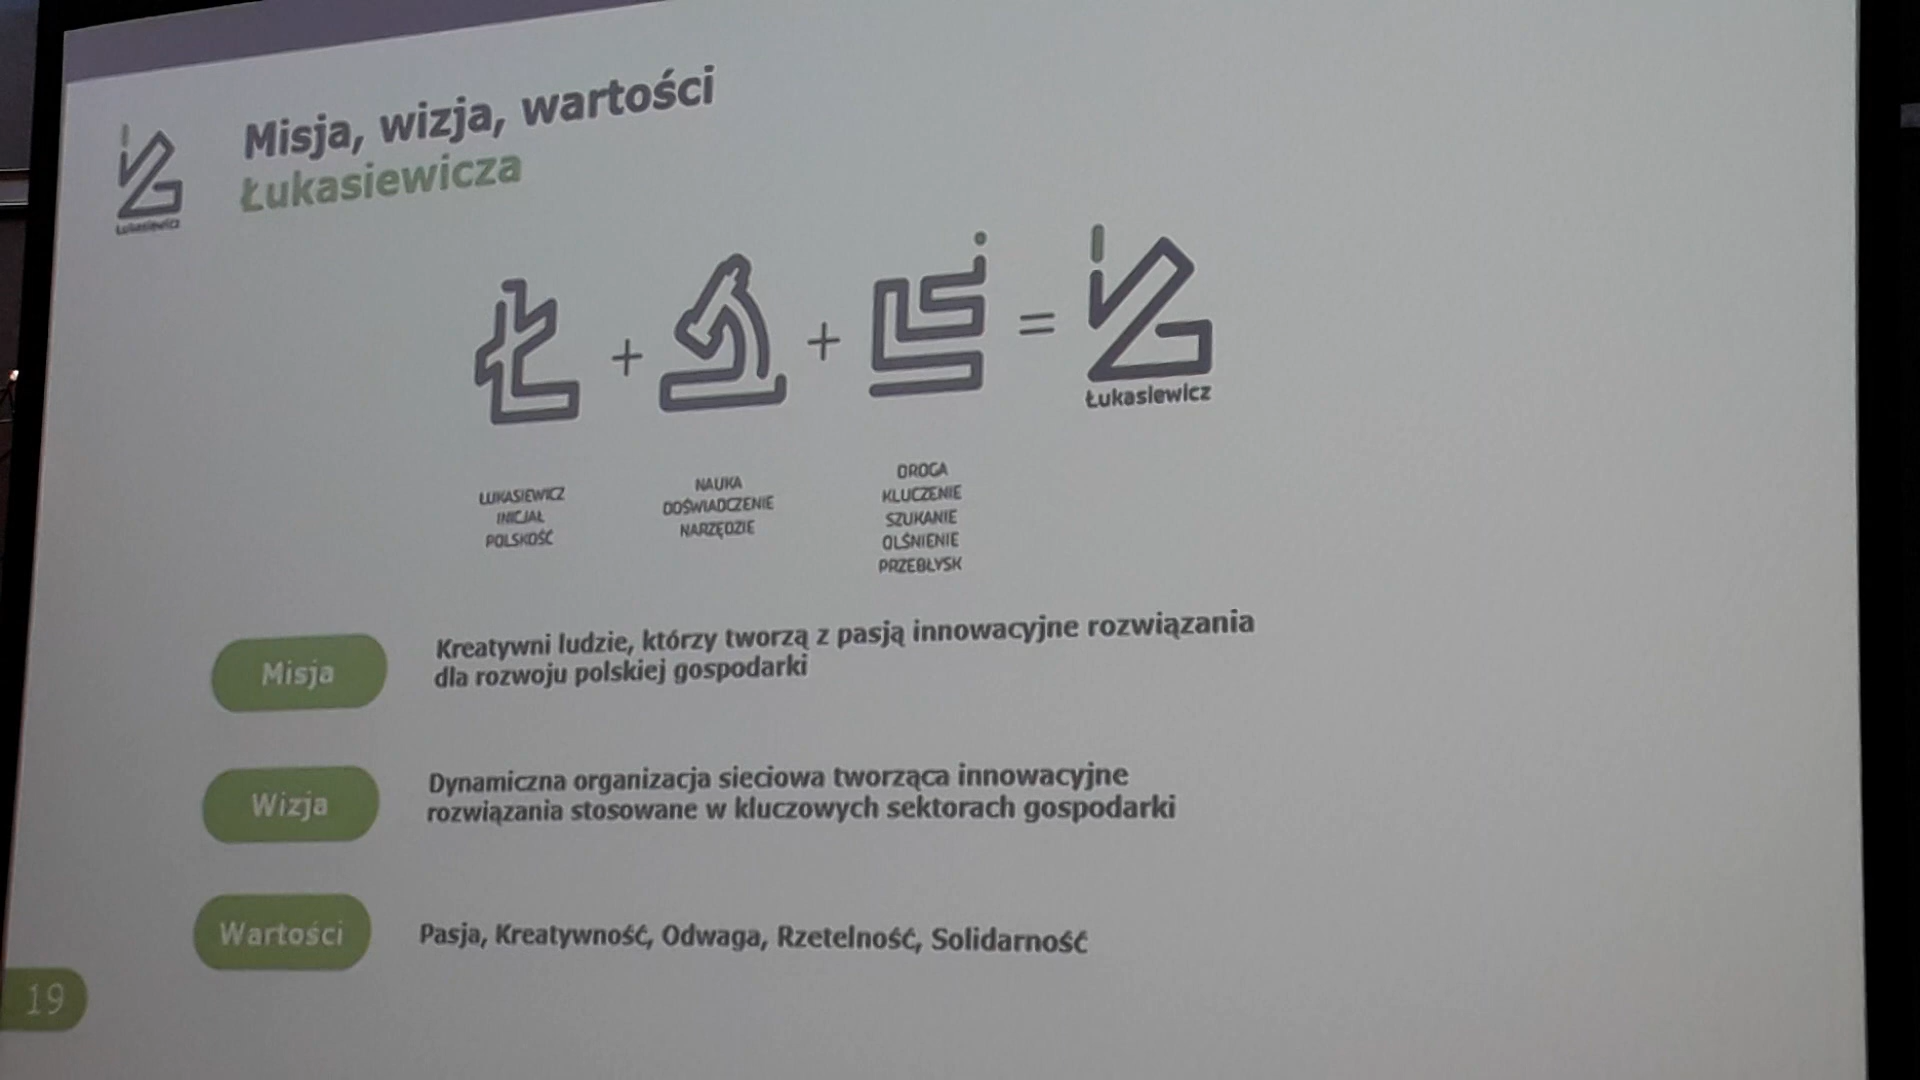 Misja, wizja, wartości
Łukasiewicza
Łukasiewicz
+ + =
Łukasiewicz
ŁUKASIEWICZ
INICJAŁ
POLSKOŚĆ
NAUKA
DOŚWIADCZENIE
NARZĘDZIE
DROGA
KLUCZENIE
SZUKANIE
OLŚNIENIE
PRZEBŁYSK
Misja
Kreatywni ludzie, którzy tworzą z pasją innowacyjne rozwiązania
dla rozwoju polskiej gospodarki
Wizja
Dynamiczna organizacja sieciowa tworząca innowacyjne
rozwiązania stosowane w kluczowych sektorach gospodarki
Wartości
Pasja, Kreatywność, Odwaga, Rzetelność, Solidarność
19